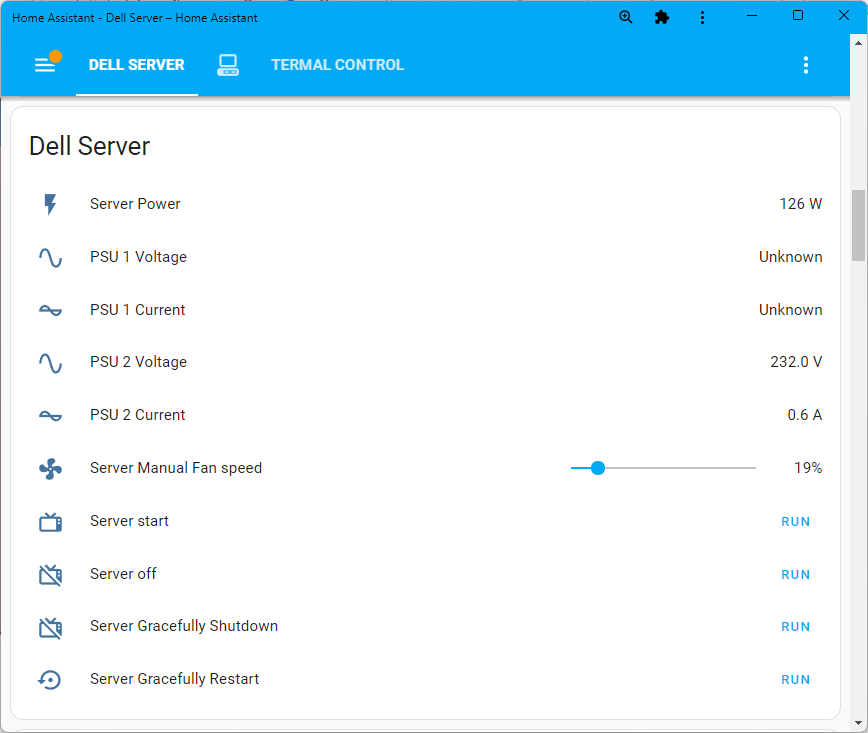 Home Assistant - Dell Server – Home Assistant
DELL SERVER
TERMAL CONTROL
Dell Server
Server Power 126 W
PSU 1 Voltage Unknown
PSU 1 Current Unknown
PSU 2 Voltage 232.0 V
PSU 2 Current 0.6 A
Server Manual Fan speed 19%
Server start RUN
Server off RUN
Server Gracefully Shutdown RUN
Server Gracefully Restart RUN